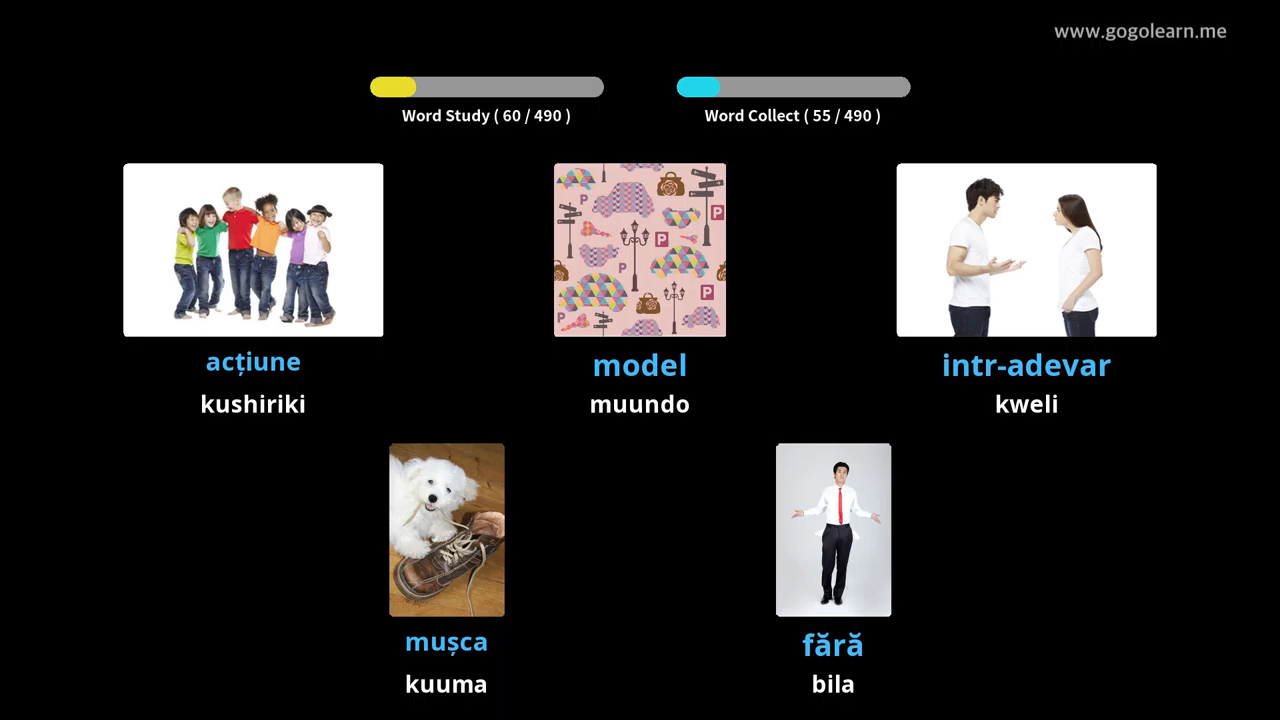 www.gogolearn.me
Word Study ( 60 / 490 )
Word Collect ( 55 / 490 )
P
P
P
P
P
P
acțiune
model
intr-adevar
kushiriki
muundo
kweli
mușca
fără
kuuma
bila